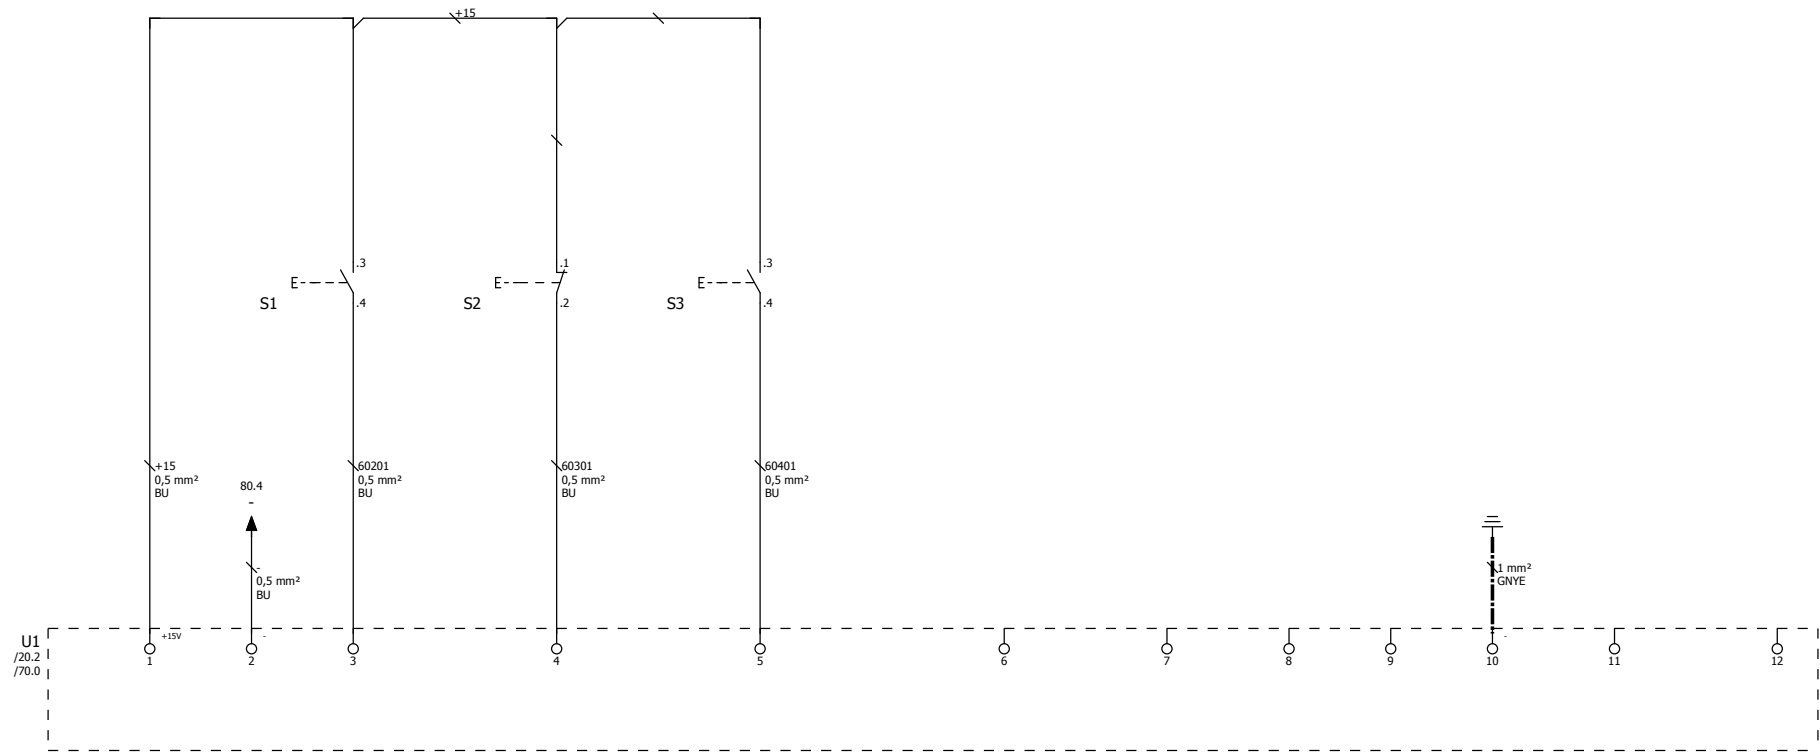 +15
.3
.1
.3
S1
.4
S2
.2
S3
.4
+15
0,5 mm²
BU
60201
0,5 mm²
BU
60301
0,5 mm²
BU
60401
0,5 mm²
BU
80.4
-
-
0,5 mm²
BU
1 mm²
GNYE
U1
/20.2
/70.0
+15V
-
-
1
2
3
4
5
6
7
8
9
10
11
12